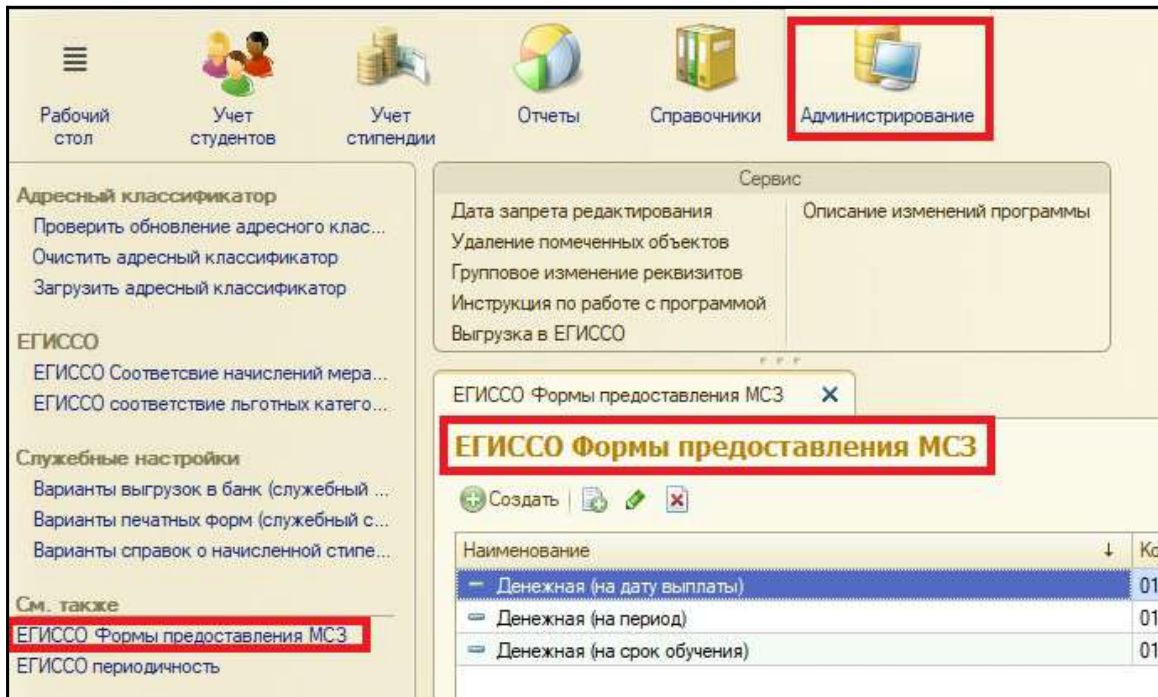 Рабочий
стол
Учет
студентов
Учет
стипендии
Отчеты
Справочники
Администрирование
Адресный классификатор
Проверить обновление адресного клас...
Очистить адресный классификатор
Загрузить адресный классификатор
ЕГИССО
ЕГИССО Соответсвие начислений мера...
ЕГИССО соответствие льготных катего...
Служебные настройки
Варианты выгрузок в банк (служебный ...
Варианты печатных форм (служебный с...
Варианты справок о начисленной стипе...
См. также
ЕГИССО Формы предоставления МСЗ
ЕГИССО периодичность
Сервис
Дата запрета редактирования
Удаление помеченных объектов
Групповое изменение реквизитов
Инструкция по работе с программой
Выгрузка в ЕГИССО
Описание изменений программы
ЕГИССО Формы предоставления МСЗ
ЕГИССО Формы предоставления МСЗ
Создать
Наименование ↓ Ко
Денежная (на дату выплаты) 01
Денежная (на период) 01
Денежная (на срок обучения) 01